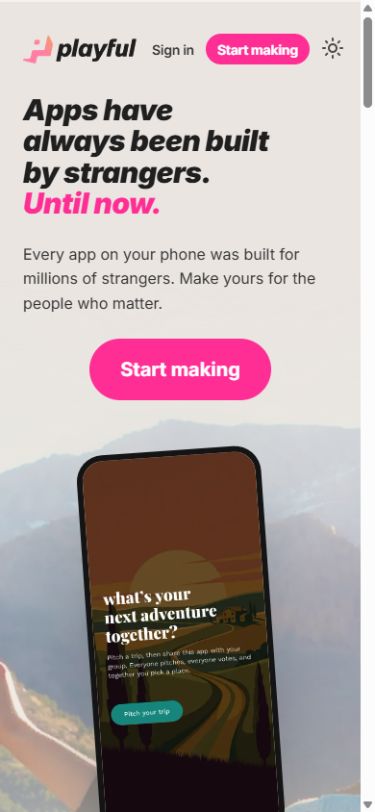 playful
Sign in
Start making
Apps have
always been built
by strangers.
Until now.
Every app on your phone was built for
millions of strangers. Make yours for the
people who matter.
Start making
what's your
next adventure
together?
Pitch a trip, then share this app with your
group. Everyone pitches, everyone votes, and
together you pick a plan.
Pitch your trip